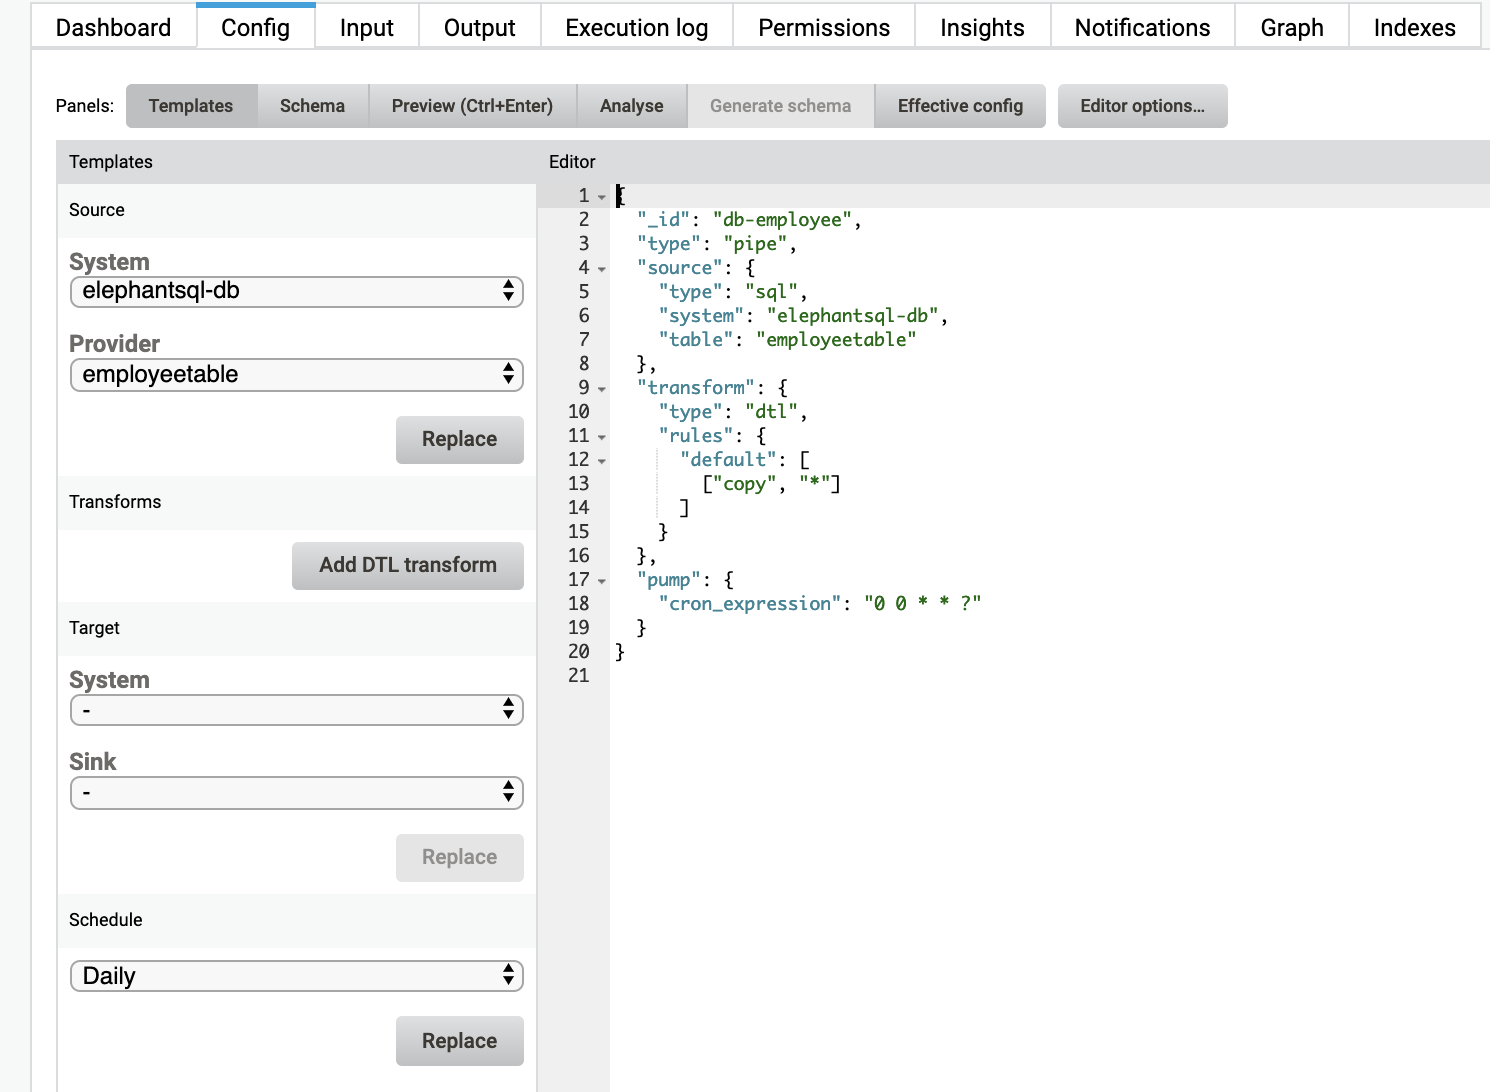 Dashboard Config Input Output Execution log Permissions Insights Notifications Graph Indexes
Panels: Templates Schema Preview (Ctrl+Enter) Analyse Generate schema Effective config Editor options...
Templates
Source
System
elephantsql-db
Provider
employeetable
Replace
Transforms
Add DTL transform
Target
System
-
Sink
-
Replace
Schedule
Daily
Replace
Editor
1 {
2 "_id": "db-employee",
3 "type": "pipe",
4 "source": {
5 "type": "sql",
6 "system": "elephantsql-db",
7 "table": "employeetable"
8 },
9 "transform": {
10 "type": "dtl",
11 "rules": {
12 "default": [
13 ["copy", "*"]
14 ]
15 }
16 },
17 "pump": {
18 "cron_expression": "0 0 * * ?"
19 }
20 }
21